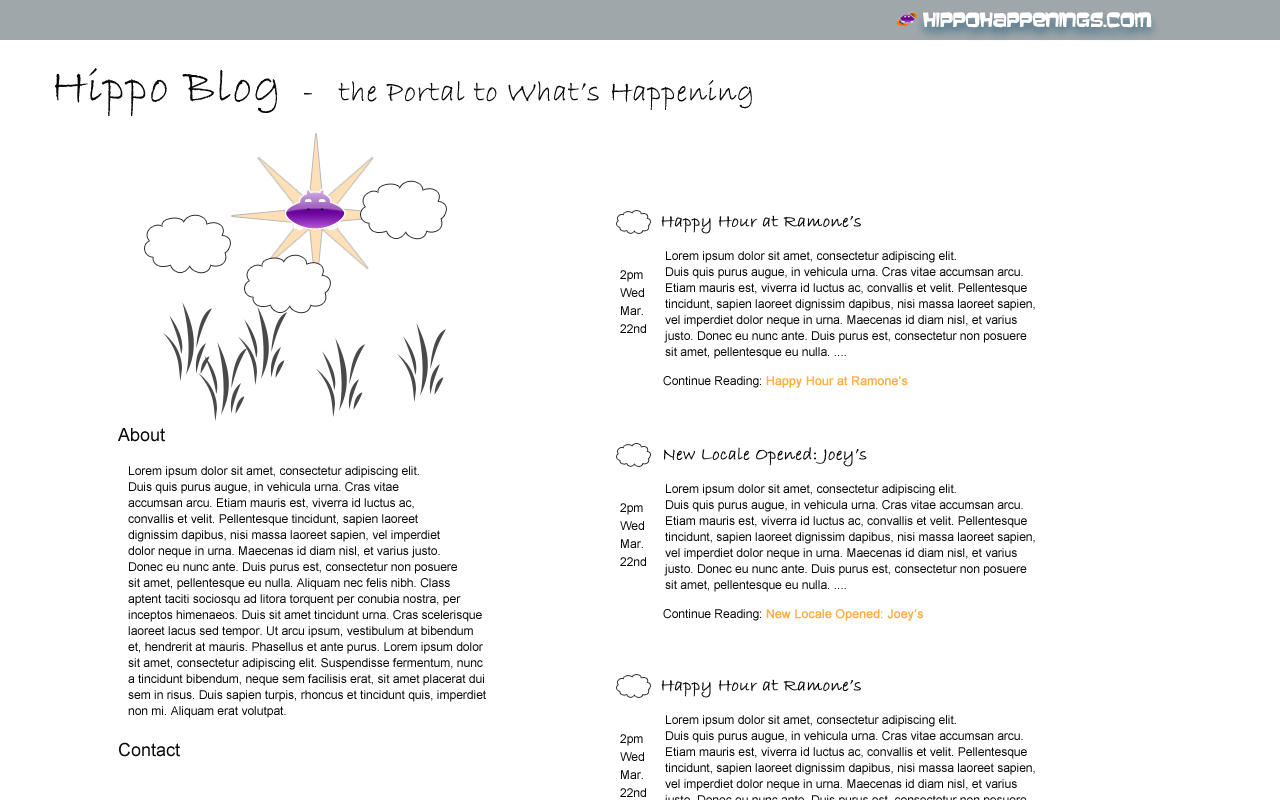 HippoHappenings.com
Hippo Blog - the Portal to What's Happening
About
Lorem ipsum dolor sit amet, consectetur adipiscing elit.
Duis quis purus augue, in vehicula urna. Cras vitae
accumsan arcu. Etiam mauris est, viverra id luctus ac,
convallis et velit. Pellentesque tincidunt, sapien laoreet
dignissim dapibus, nisi massa laoreet sapien, vel imperdiet
dolor neque in urna. Maecenas id diam nisl, et varius justo.
Donec eu nunc ante. Duis purus est, consectetur non posuere
sit amet, pellentesque eu nulla. Aliquam nec felis nibh. Class
aptent taciti sociosqu ad litora torquent per conubia nostra, per
inceptos himenaeos. Duis sit amet tincidunt urna. Cras scelerisque
laoreet lacus sed tempor. Ut arcu ipsum, vestibulum at bibendum
et, hendrerit at mauris. Phasellus et ante purus. Lorem ipsum dolor
sit amet, consectetur adipiscing elit. Suspendisse fermentum, nunc
a tincidunt bibendum, neque sem facilisis erat, sit amet placerat dui
sem in risus. Duis sapien turpis, rhoncus et tincidunt quis, imperdiet
non mi. Aliquam erat volutpat.
Contact
Happy Hour at Ramone's
2pm
Wed
Mar.
22nd
Lorem ipsum dolor sit amet, consectetur adipiscing elit.
Duis quis purus augue, in vehicula urna. Cras vitae accumsan arcu.
Etiam mauris est, viverra id luctus ac, convallis et velit. Pellentesque
tincidunt, sapien laoreet dignissim dapibus, nisi massa laoreet sapien,
vel imperdiet dolor neque in urna. Maecenas id diam nisl, et varius
justo. Donec eu nunc ante. Duis purus est, consectetur non posuere
sit amet, pellentesque eu nulla. ....
Continue Reading: Happy Hour at Ramone's
New Locale Opened: Joey's
2pm
Wed
Mar.
22nd
Lorem ipsum dolor sit amet, consectetur adipiscing elit.
Duis quis purus augue, in vehicula urna. Cras vitae accumsan arcu.
Etiam mauris est, viverra id luctus ac, convallis et velit. Pellentesque
tincidunt, sapien laoreet dignissim dapibus, nisi massa laoreet sapien,
vel imperdiet dolor neque in urna. Maecenas id diam nisl, et varius
justo. Donec eu nunc ante. Duis purus est, consectetur non posuere
sit amet, pellentesque eu nulla. ....
Continue Reading: New Locale Opened: Joey's
Happy Hour at Ramone's
2pm
Wed
Mar.
22nd
Lorem ipsum dolor sit amet, consectetur adipiscing elit.
Duis quis purus augue, in vehicula urna. Cras vitae accumsan arcu.
Etiam mauris est, viverra id luctus ac, convallis et velit. Pellentesque
tincidunt, sapien laoreet dignissim dapibus, nisi massa laoreet sapien,
vel imperdiet dolor neque in urna. Maecenas id diam nisl, et varius
justo. Donec eu nunc ante. Duis purus est, consectetur non posuere